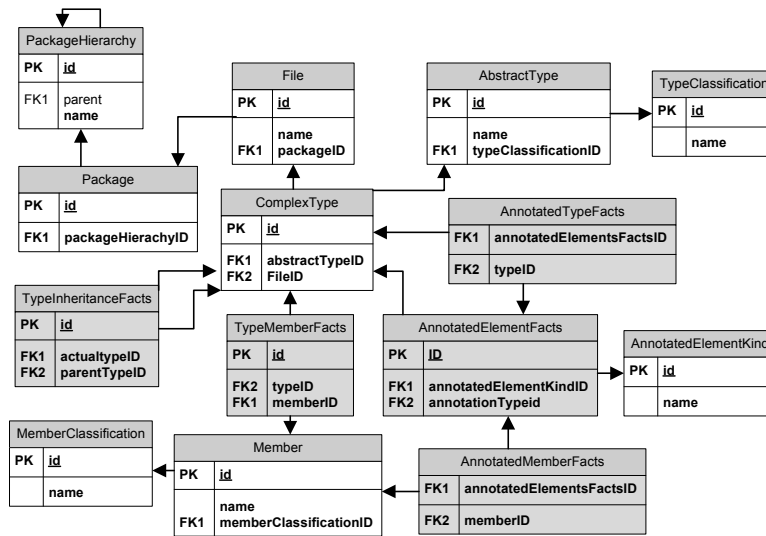 PackageHierarchy
PK id
FK1 parent
name
File
PK id
name
FK1 packageID
AbstractType
PK id
name
FK1 typeClassificationID
TypeClassification
PK id
name
Package
PK id
FK1 packageHierachyID
ComplexType
PK id
FK1 abstractTypeID
FK2 FileID
AnnotatedTypeFacts
FK1 annotatedElementsFactsID
FK2 typeID
TypeInheritanceFacts
PK id
FK1 actualtypeID
FK2 parentTypeID
TypeMemberFacts
PK id
FK2 typeID
FK1 memberID
AnnotatedElementFacts
PK ID
FK1 annotatedElementKindID
FK2 annotationTypeid
AnnotatedElementKind
PK id
name
MemberClassification
PK id
name
Member
PK id
name
FK1 memberClassificationID
AnnotatedMemberFacts
FK1 annotatedElementsFactsID
FK2 memberID